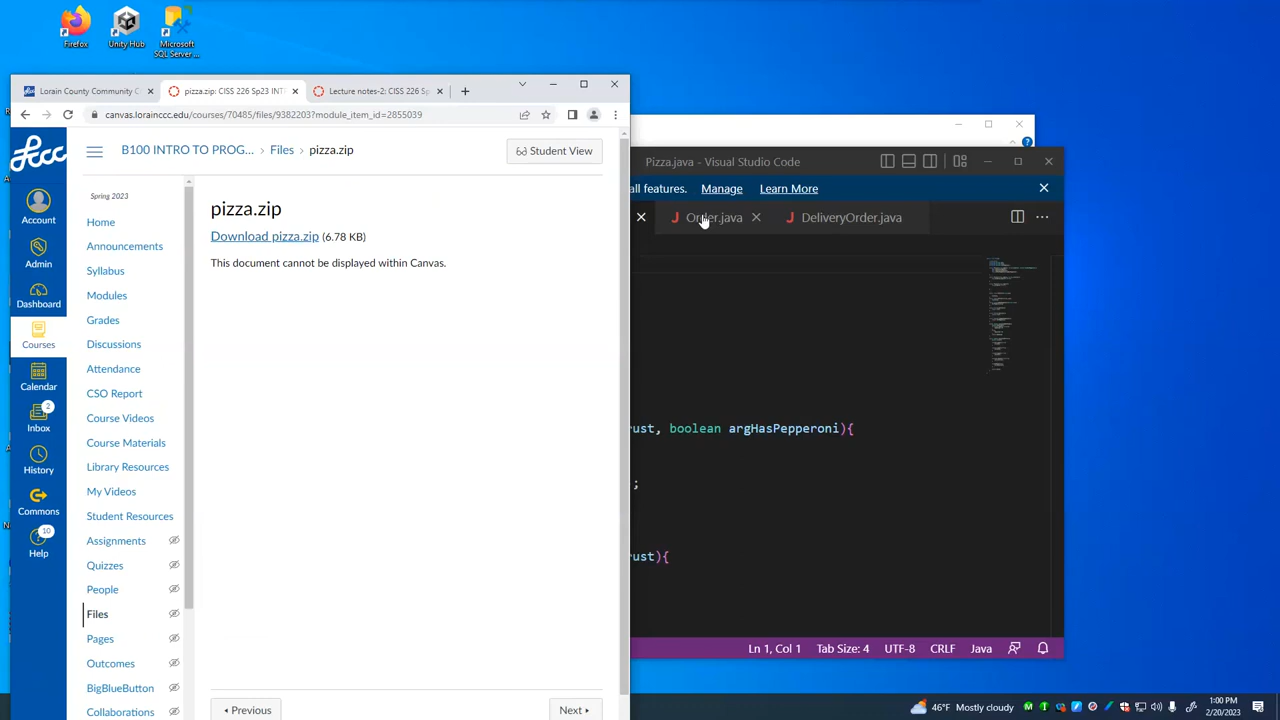 Firefox
Unity Hub
Microsoft
SQL Server ...
Lorain County Community C
pizza.zip: CISS 226 Sp23 INT
Lecture notes-2: CISS 226 Sp
canvas.lorainccc.edu/courses/70485/files/9382203?module_item_id=2855039
lccc
B100 INTRO TO PROG... > Files > pizza.zip
Student View
Account
Admin
Dashboard
Courses
Calendar
2
Inbox
History
Commons
10
Help
Spring 2023
Home
Announcements
Syllabus
Modules
Grades
Discussions
Attendance
CSO Report
Course Videos
Course Materials
Library Resources
My Videos
Student Resources
Assignments
Quizzes
People
Files
Pages
Outcomes
BigBlueButton
Collaborations
pizza.zip
Download pizza.zip (6.78 KB)
This document cannot be displayed within Canvas.
Previous
Next
Pizza.java - Visual Studio Code
all features. Manage Learn More
J Order.java
J DeliveryOrder.java
ust, boolean argHasPepperoni){
;
ust){
Ln 1, Col 1 Tab Size: 4 UTF-8 CRLF Java
46°F Mostly cloudy
1:00 PM
2/20/2023